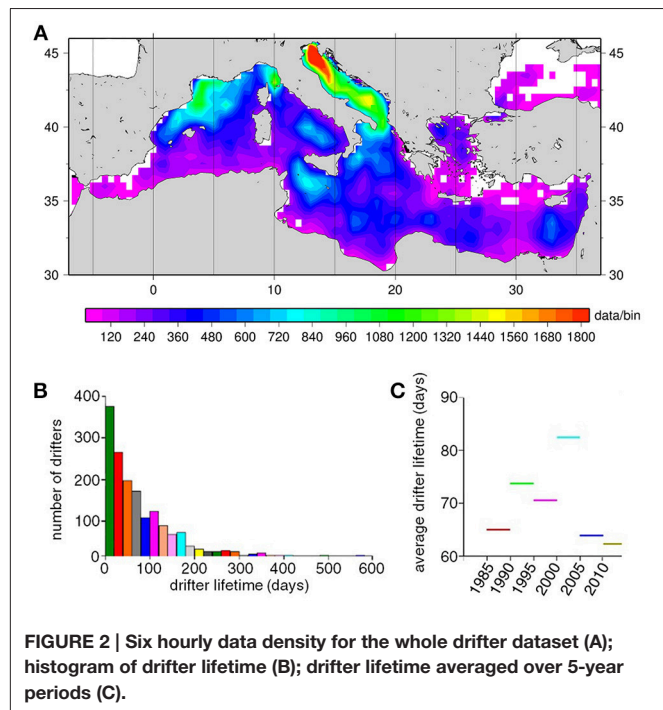 A
45
40
35
30
45
40
35
30
0
10
20
30
data/bin
120 240 360 480 600 720 840 960 1080 1200 1320 1440 1560 1680 1800
B
400
300
200
100
0
number of drifters
0 100 200 300 400 500 600
drifter lifetime (days)
C
90
80
70
60
average drifter lifetime (days)
1985 1990 1995 2000 2005 2010
FIGURE 2 | Six hourly data density for the whole drifter dataset (A);
histogram of drifter lifetime (B); drifter lifetime averaged over 5-year
periods (C).